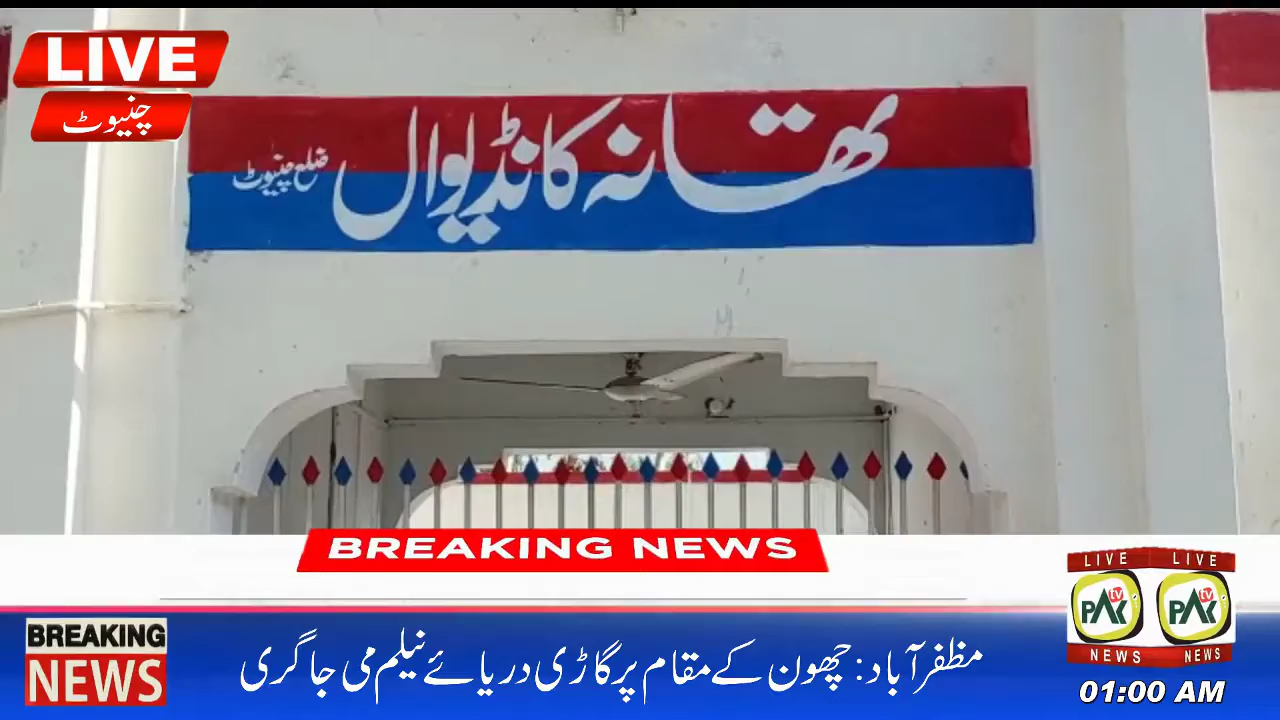 LIVE
چنیوٹ
تھانہ کانڈیوال ضلع چنیوٹ
BREAKING NEWS
LIVE LIVE
PAK tv PAK tv
NEWS NEWS
BREAKING
NEWS
مظفرآباد: چھون کے مقام پر گاڑی دریائے نیلم می جا گری
01:00 AM